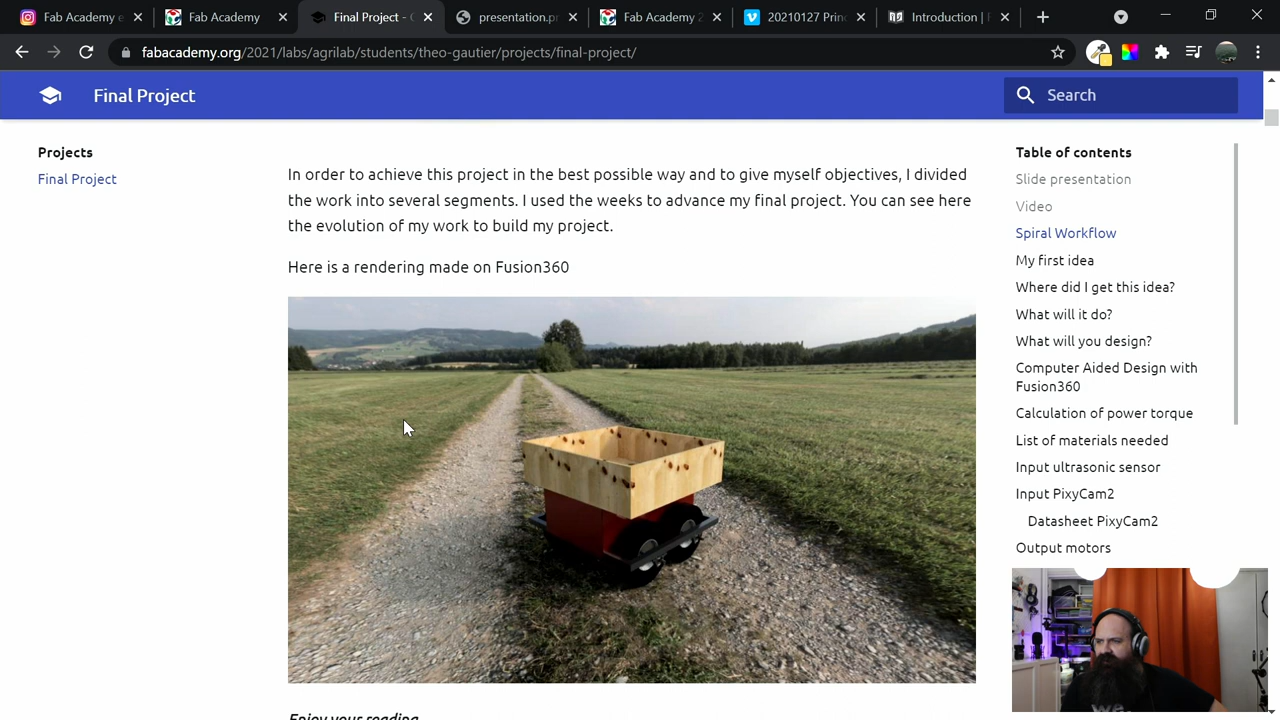 Fab Academy e
Fab Academy
Final Project - G
presentation.p
Fab Academy 2
20210127 Princ
Introduction | F
fabacademy.org/2021/labs/agrilab/students/theo-gautier/projects/final-project/
Final Project
Search
Projects
Final Project
In order to achieve this project in the best possible way and to give myself objectives, I divided
the work into several segments. I used the weeks to advance my final project. You can see here
the evolution of my work to build my project.
Here is a rendering made on Fusion360
Enjoy your reading
Table of contents
Slide presentation
Video
Spiral Workflow
My first idea
Where did I get this idea?
What will it do?
What will you design?
Computer Aided Design with
Fusion360
Calculation of power torque
List of materials needed
Input ultrasonic sensor
Input PixyCam2
Datasheet PixyCam2
Output motors
we